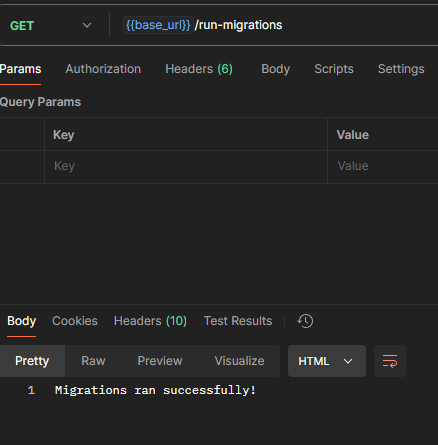 GET {{base_url}} /run-migrations
Params Authorization Headers (6) Body Scripts Settings
Query Params
Key Value
Key Value
Body Cookies Headers (10) Test Results
Pretty Raw Preview Visualize HTML
1 Migrations ran successfully!